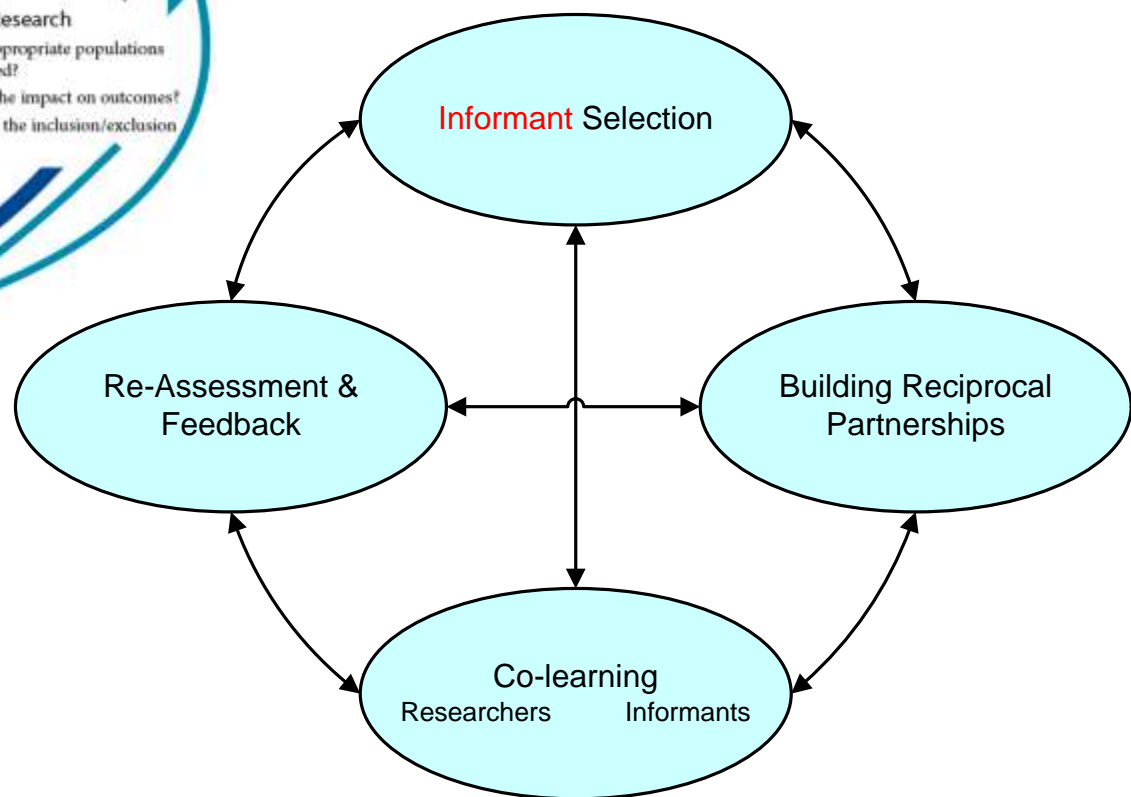 esearch
propriate populations
ed?
he impact on outcomes?
the inclusion/exclusion
Informant Selection
Re-Assessment &
Feedback
Building Reciprocal
Partnerships
Co-learning
Researchers Informants